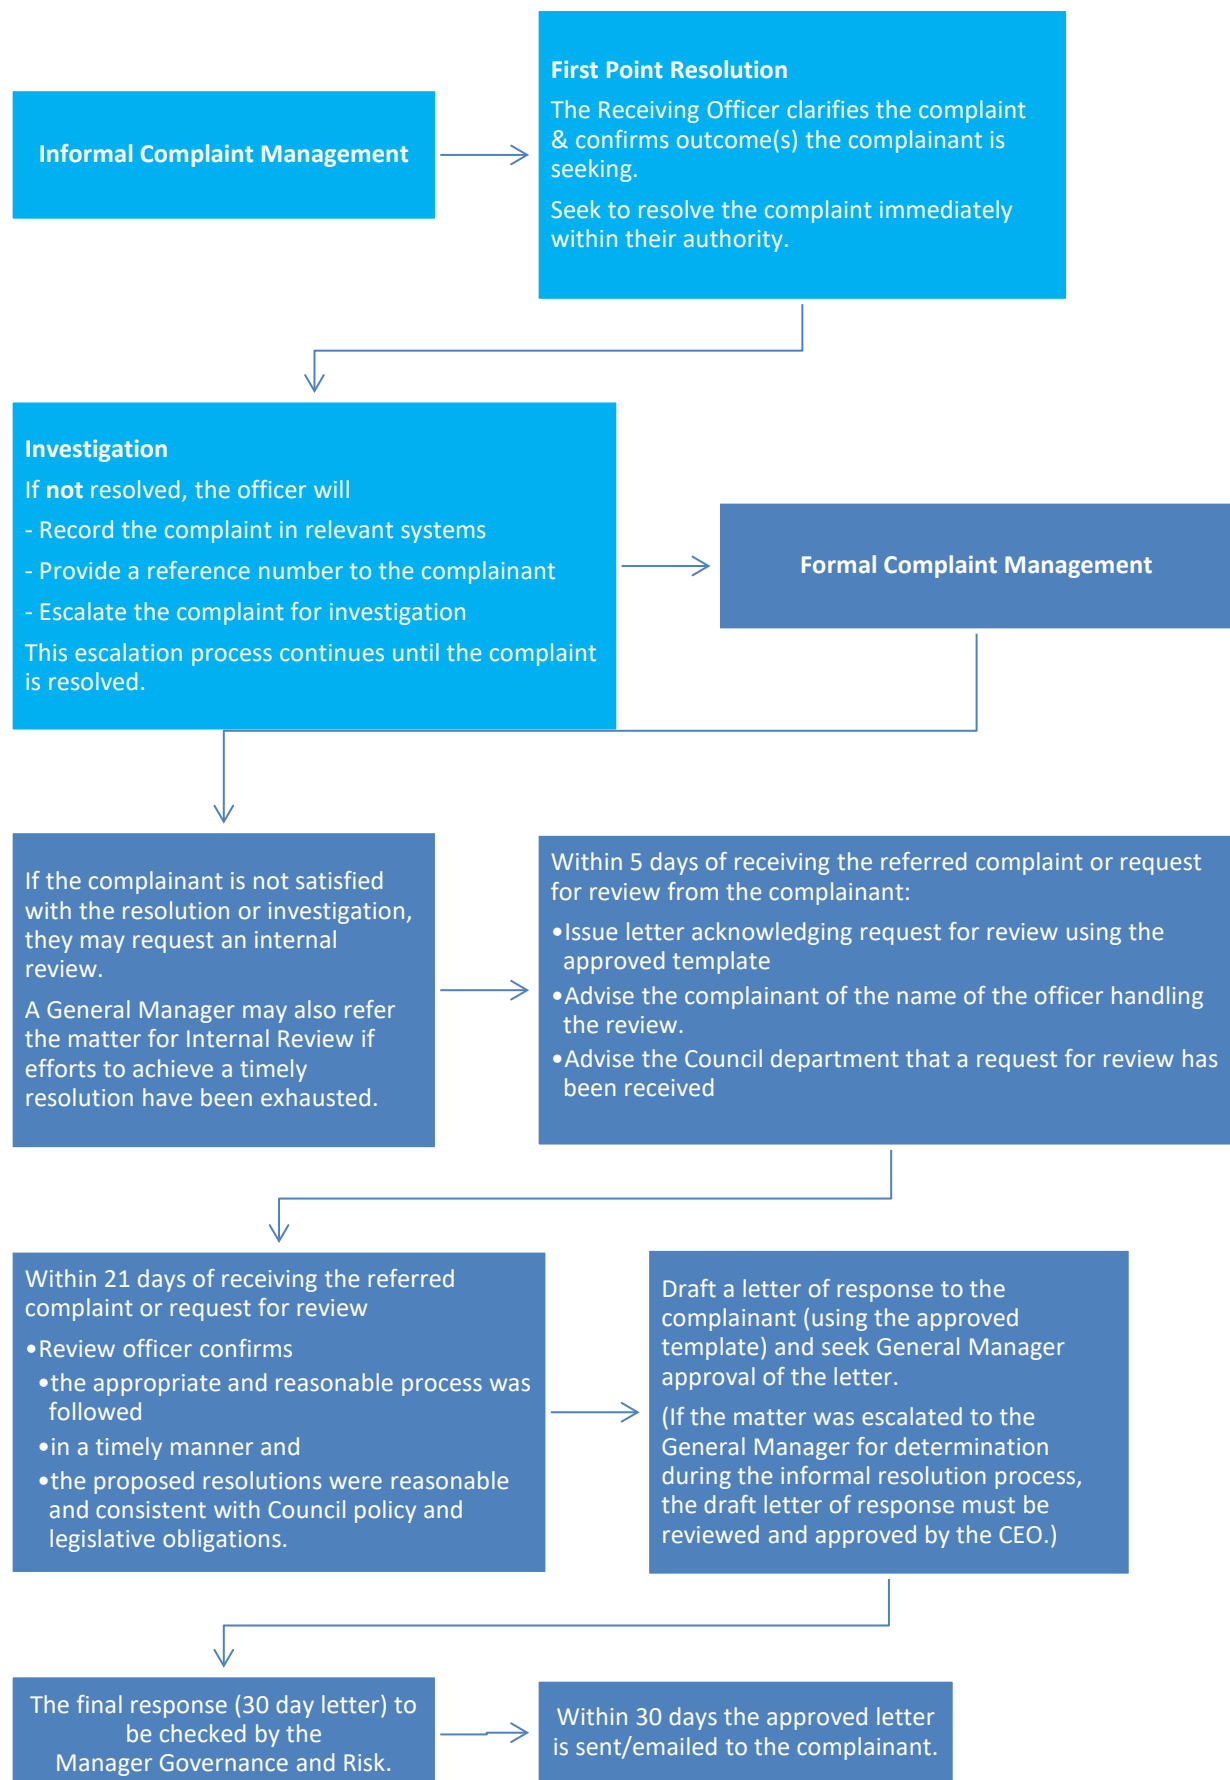 Informal Complaint Management
First Point Resolution
The Receiving Officer clarifies the complaint
& confirms outcome(s) the complainant is
seeking.
Seek to resolve the complaint immediately
within their authority.
Investigation
If not resolved, the officer will
- Record the complaint in relevant systems
- Provide a reference number to the complainant
- Escalate the complaint for investigation
This escalation process continues until the complaint
is resolved.
Formal Complaint Management
If the complainant is not satisfied
with the resolution or investigation,
they may request an internal
review.
A General Manager may also refer
the matter for Internal Review if
efforts to achieve a timely
resolution have been exhausted.
Within 5 days of receiving the referred complaint or request
for review from the complainant:
•Issue letter acknowledging request for review using the
approved template
•Advise the complainant of the name of the officer handling
the review.
•Advise the Council department that a request for review has
been received
Within 21 days of receiving the referred
complaint or request for review
•Review officer confirms
•the appropriate and reasonable process was
followed
•in a timely manner and
•the proposed resolutions were reasonable
and consistent with Council policy and
legislative obligations.
Draft a letter of response to the
complainant (using the approved
template) and seek General Manager
approval of the letter.
(If the matter was escalated to the
General Manager for determination
during the informal resolution process,
the draft letter of response must be
reviewed and approved by the CEO.)
The final response (30 day letter) to
be checked by the
Manager Governance and Risk.
Within 30 days the approved letter
is sent/emailed to the complainant.